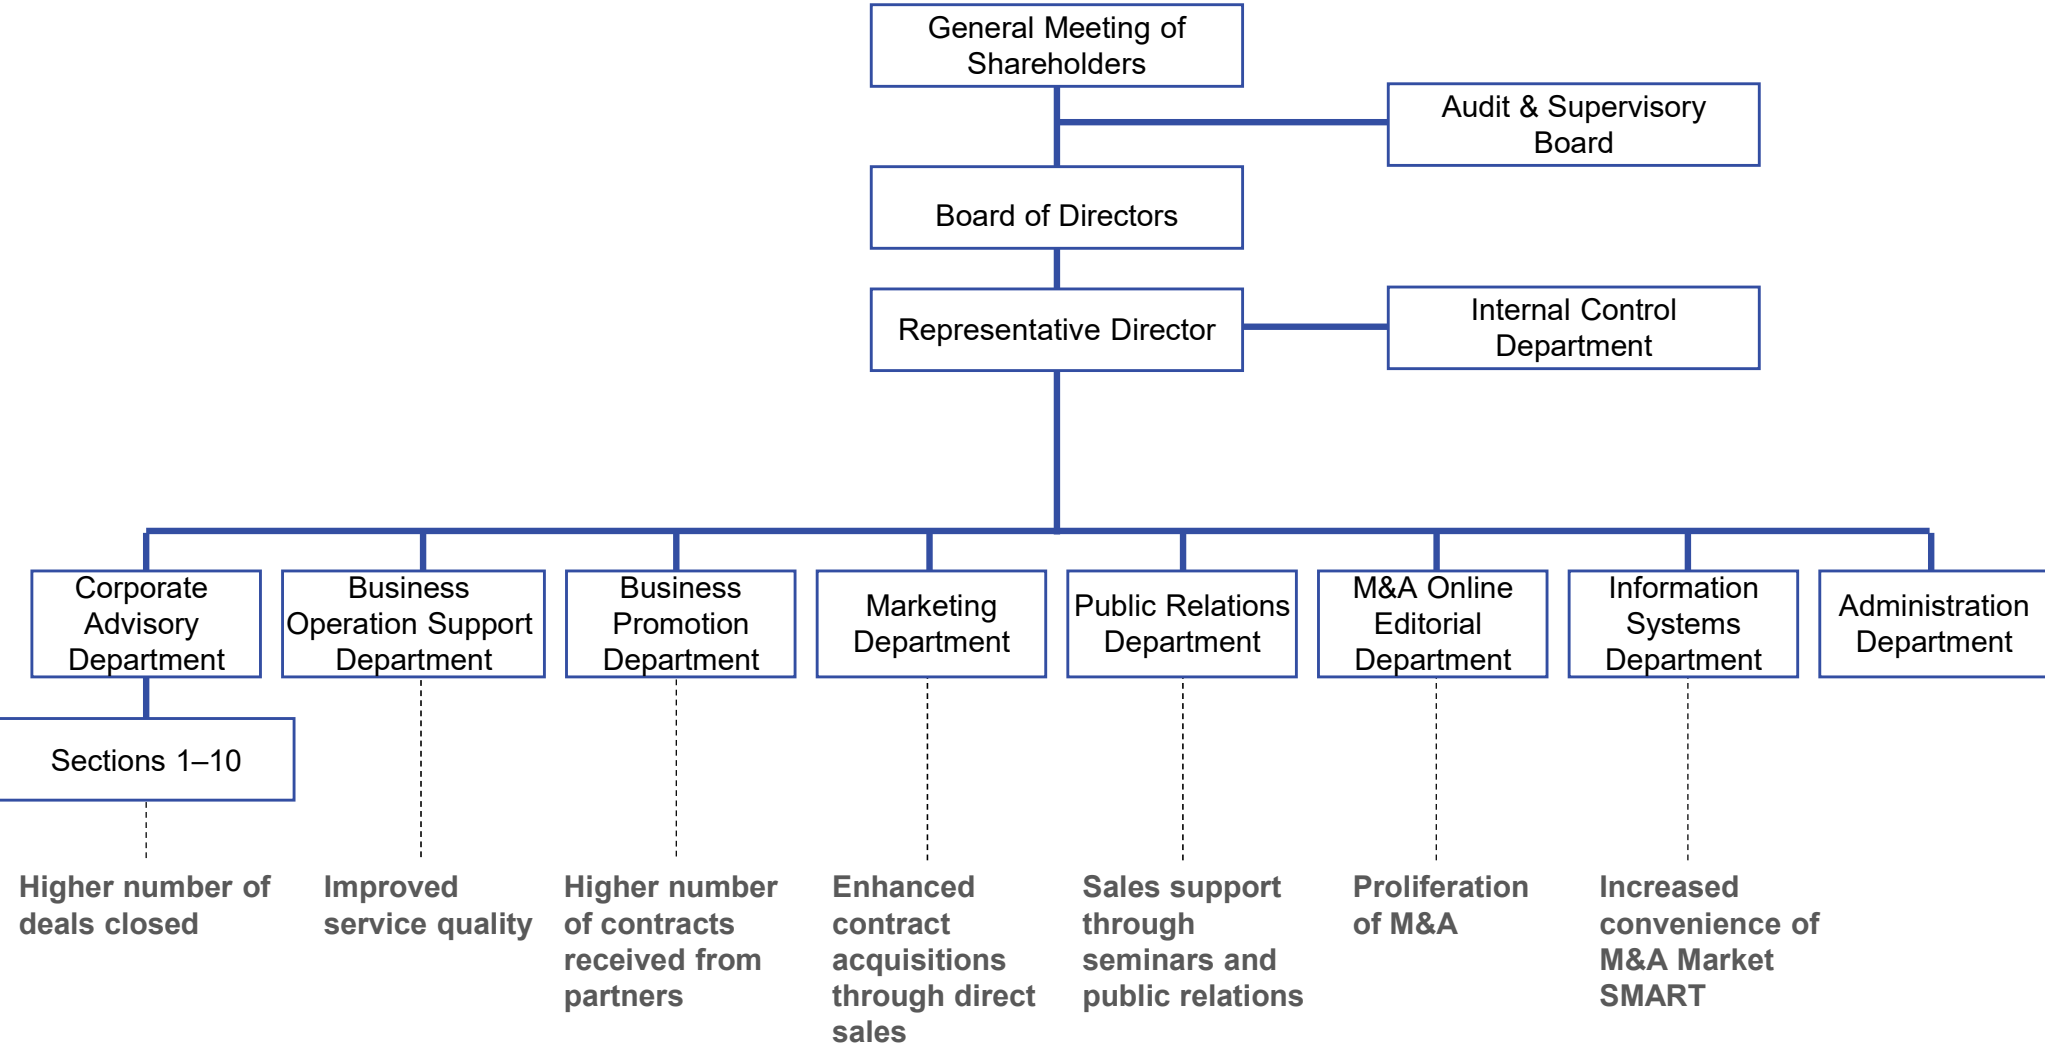 General Meeting of
Shareholders
Audit & Supervisory
Board
Board of Directors
Representative Director
Internal Control
Department
Corporate
Advisory
Department
Business
Operation Support
Department
Business
Promotion
Department
Marketing
Department
Public Relations
Department
M&A Online
Editorial
Department
Information
Systems
Department
Administration
Department
Sections 1–10
Higher number of
deals closed
Improved
service quality
Higher number
of contracts
received from
partners
Enhanced
contract
acquisitions
through direct
sales
Sales support
through
seminars and
public relations
Proliferation
of M&A
Increased
convenience of
M&A Market
SMART